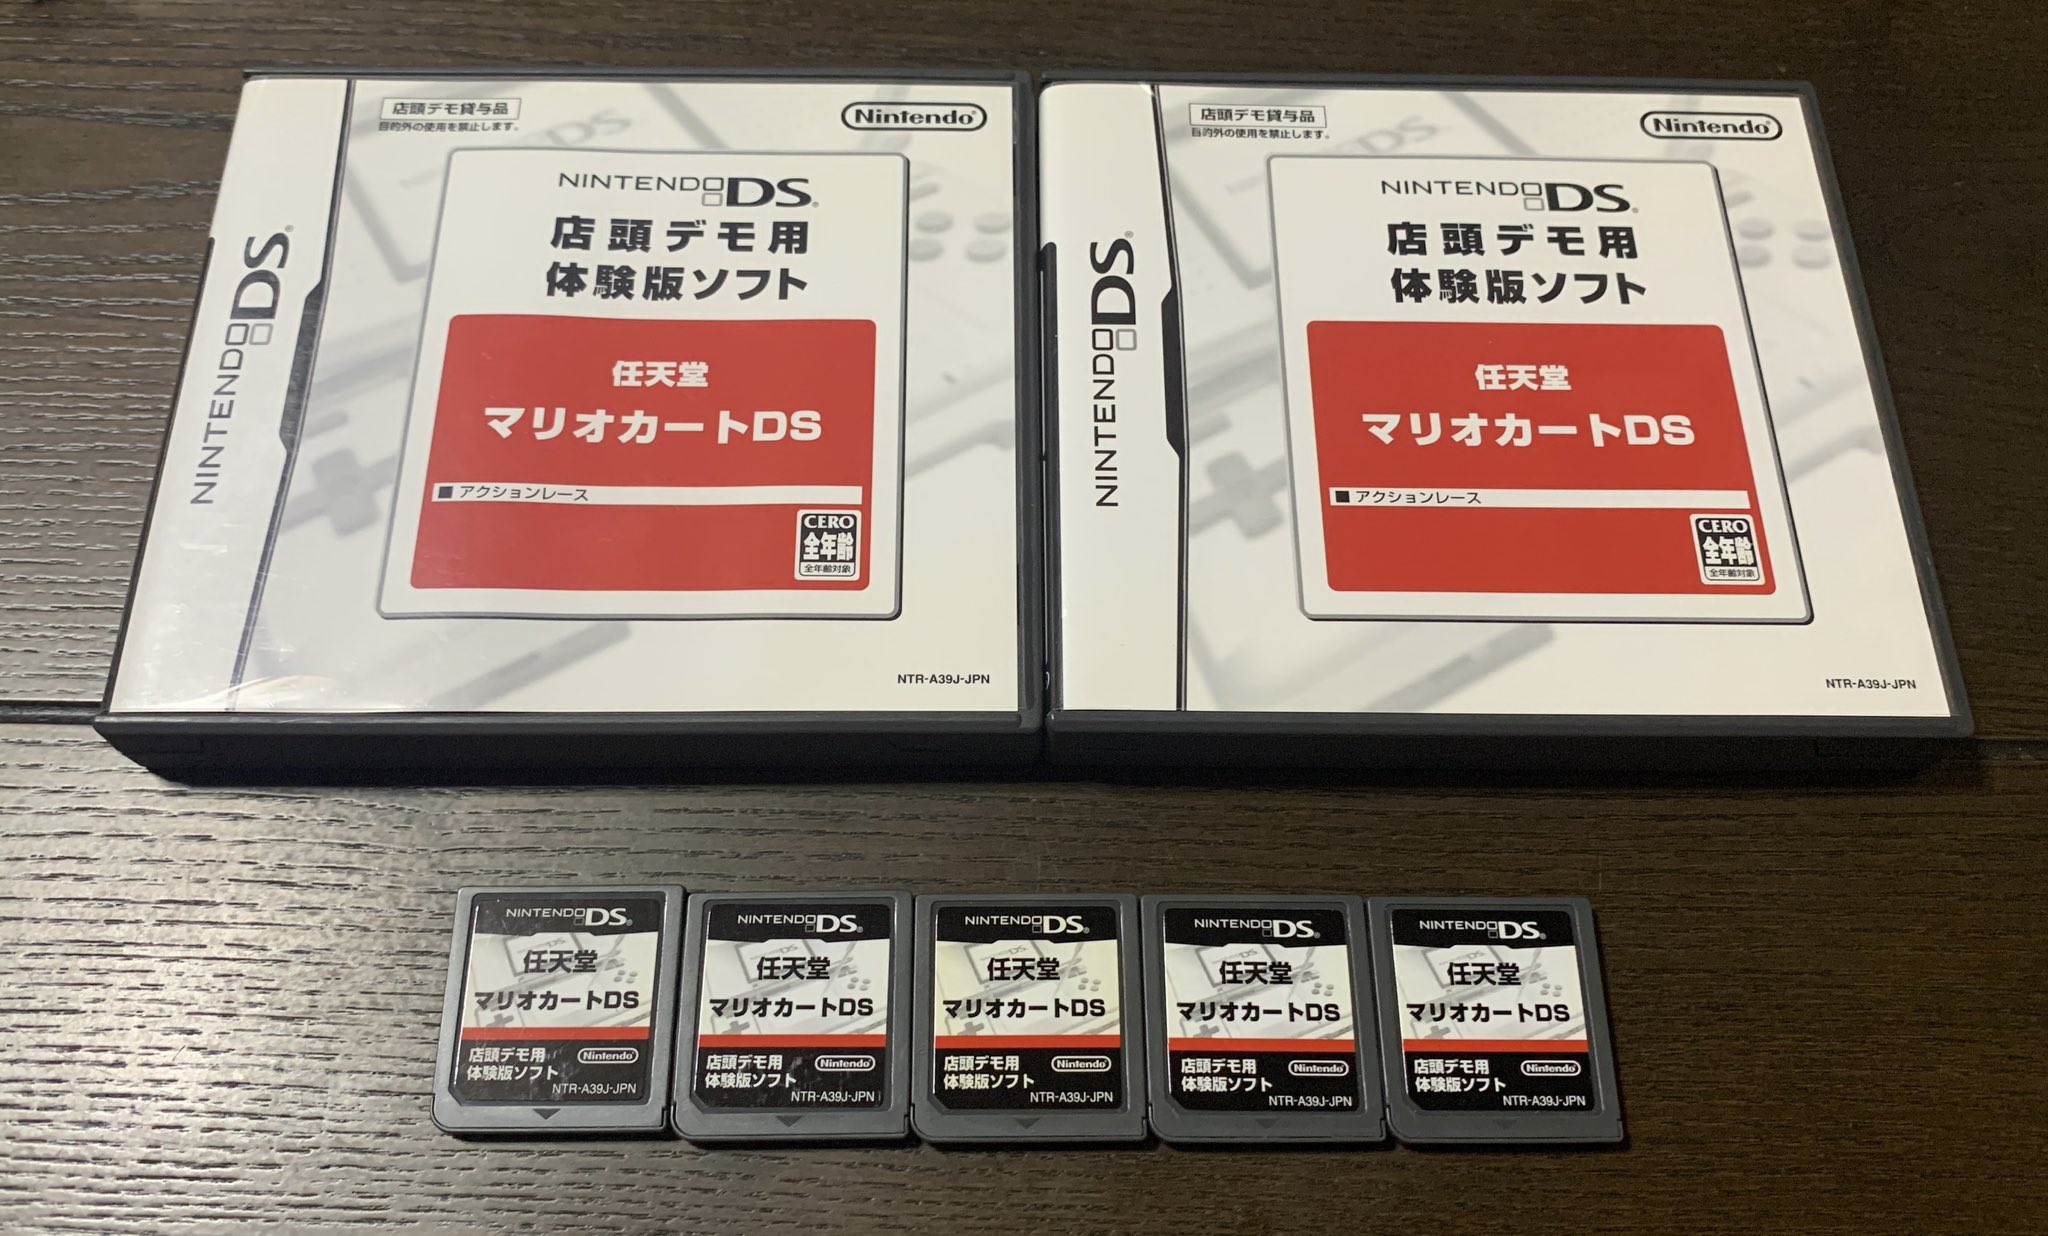 店頭デモ貸与品
目的外の使用を禁止します。
Nintendo®
NINTENDO DS®
NINTENDO DS®
店頭デモ用
体験版ソフト
任天堂
マリオカートDS
■アクションレース
CERO
全年齢
全年齢対象
NTR-A39J-JPN
店頭デモ貸与品
目的外の使用を禁止します。
Nintendo®
NINTENDO DS®
NINTENDO DS®
店頭デモ用
体験版ソフト
任天堂
マリオカートDS
■アクションレース
CERO
全年齢
全年齢対象
NTR-A39J-JPN
NINTENDO DS®
任天堂
マリオカートDS
店頭デモ用
体験版ソフト
Nintendo
NTR-A39J-JPN
NINTENDO DS®
任天堂
マリオカートDS
店頭デモ用
体験版ソフト
Nintendo
NTR-A39J-JPN
NINTENDO DS®
任天堂
マリオカートDS
店頭デモ用
体験版ソフト
Nintendo
NTR-A39J-JPN
NINTENDO DS®
任天堂
マリオカートDS
店頭デモ用
体験版ソフト
Nintendo
NTR-A39J-JPN
NINTENDO DS®
任天堂
マリオカートDS
店頭デモ用
体験版ソフト
Nintendo
NTR-A39J-JPN